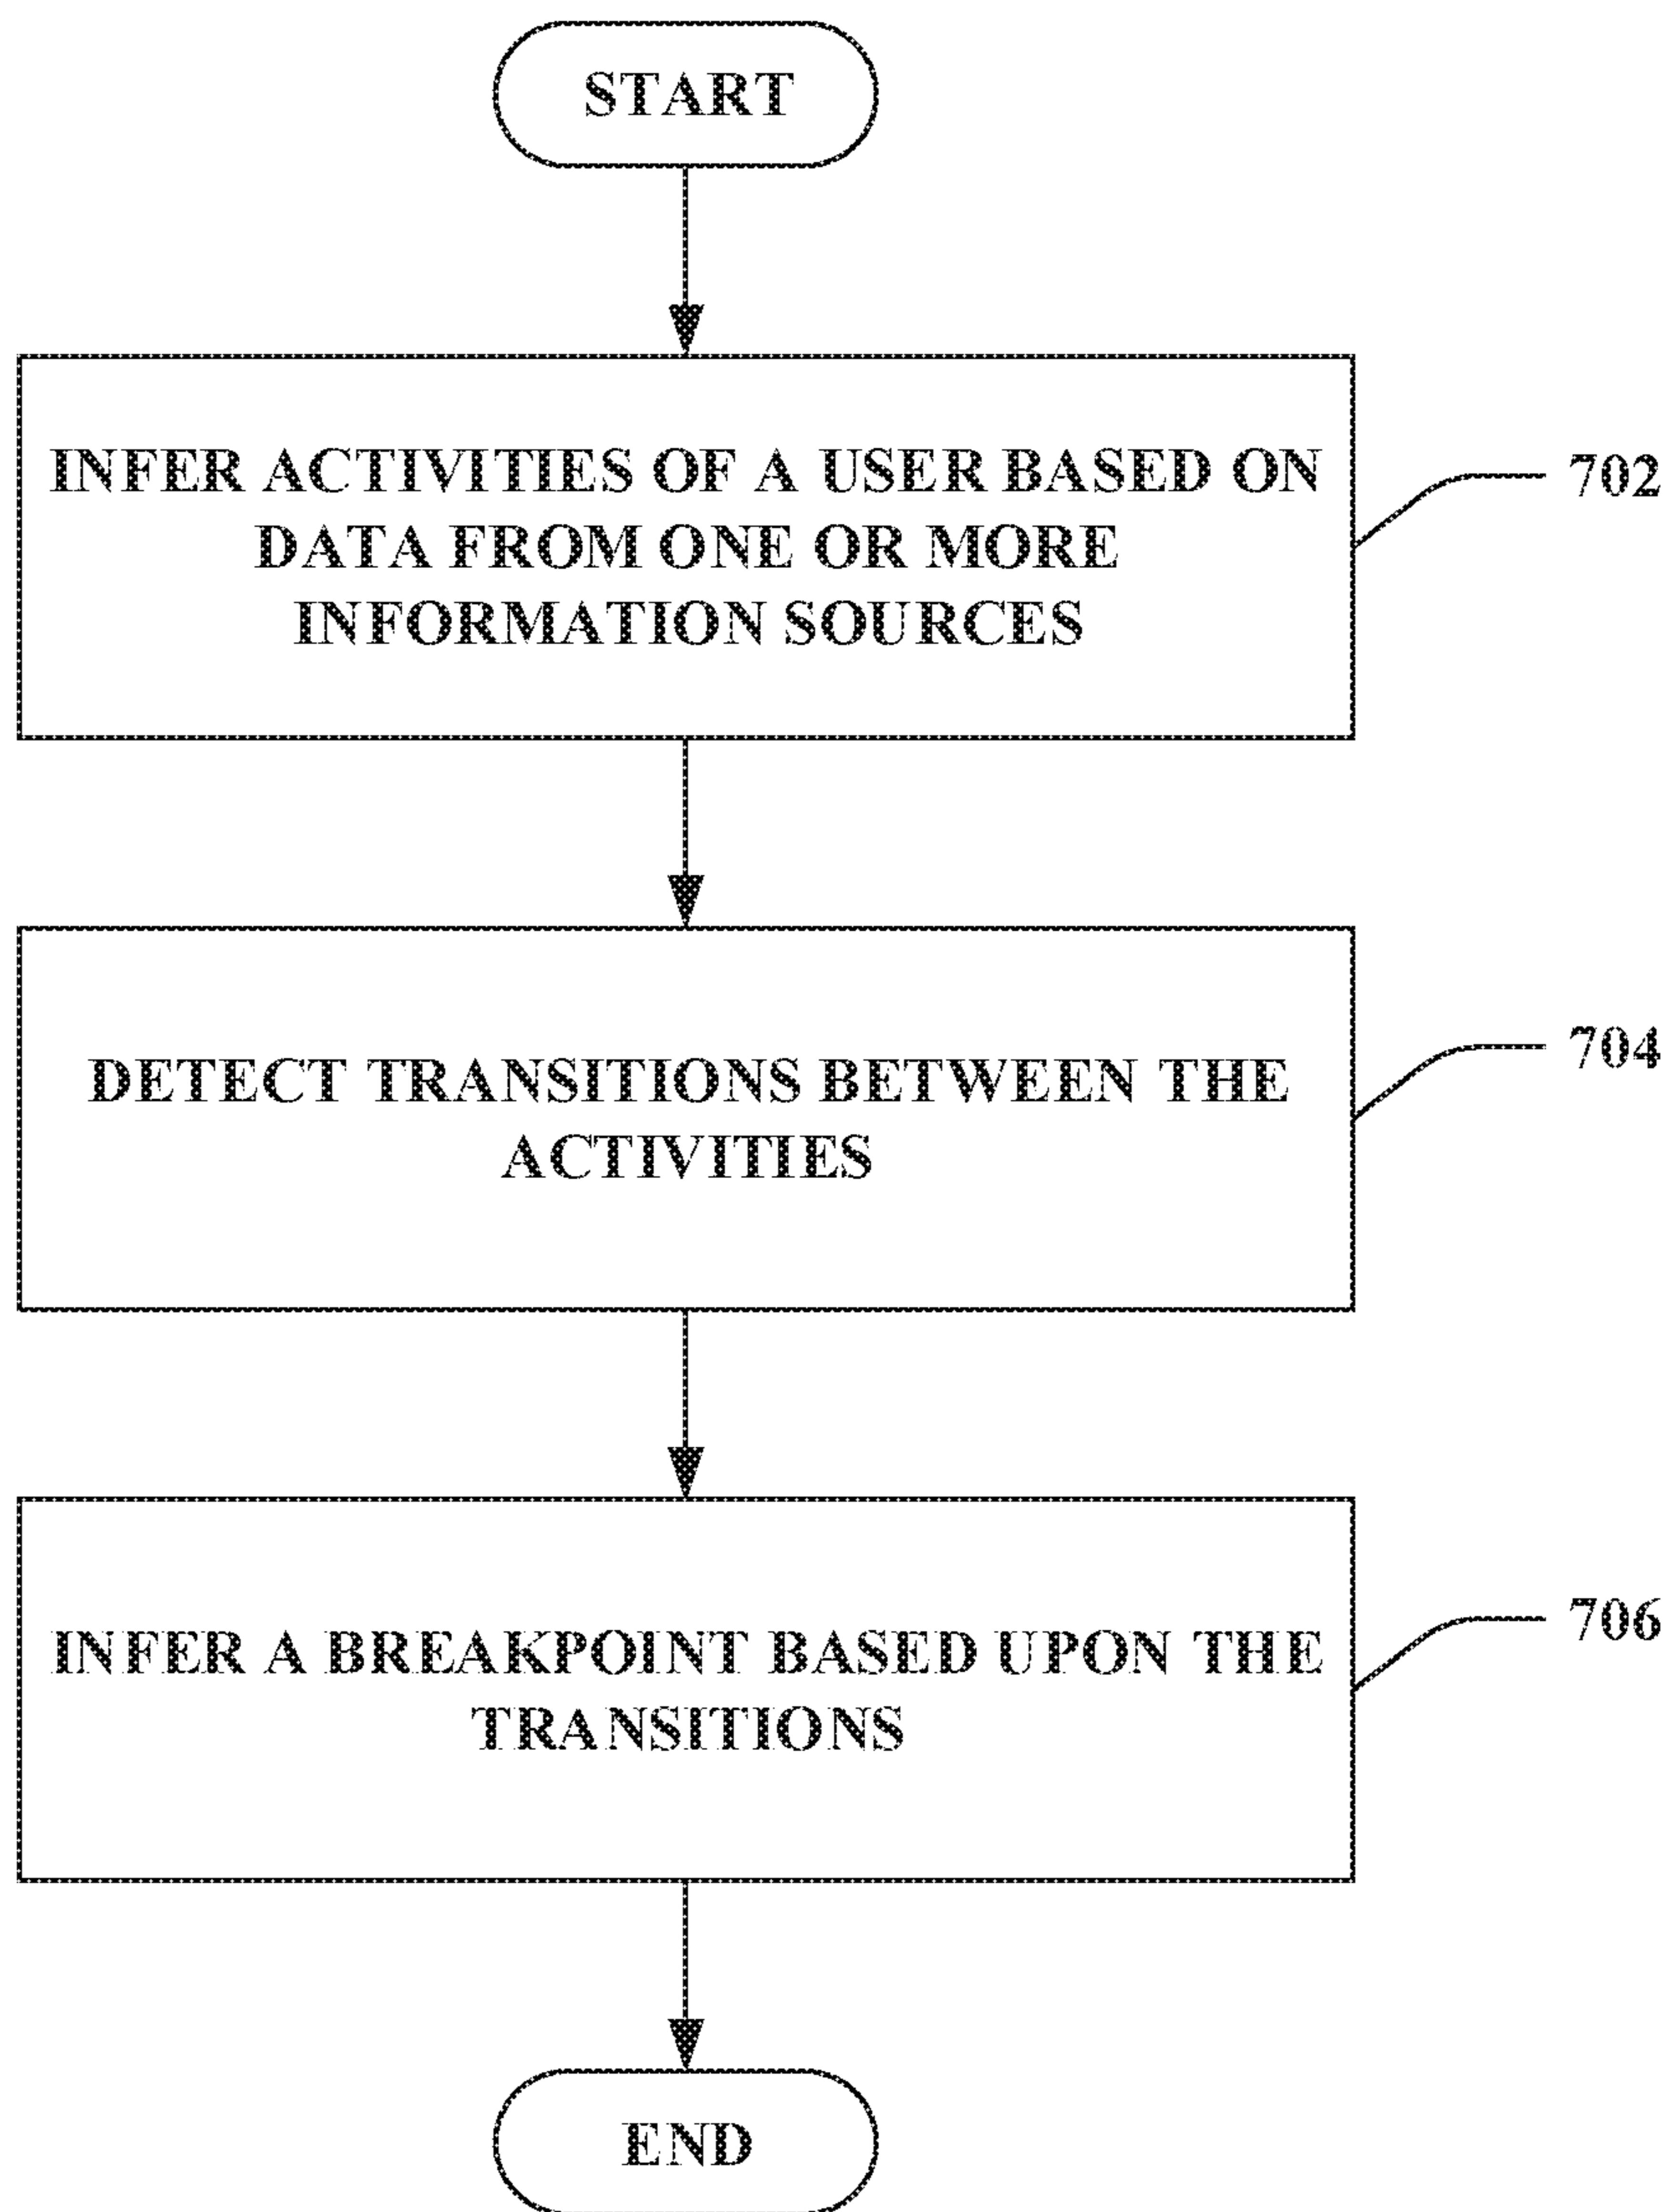 START
INFER ACTIVITIES OF A USER BASED ON
DATA FROM ONE OR MORE
INFORMATION SOURCES
702
DETECT TRANSITIONS BETWEEN THE
ACTIVITIES
704
INFER A BREAKPOINT BASED UPON THE
TRANSITIONS
706
END